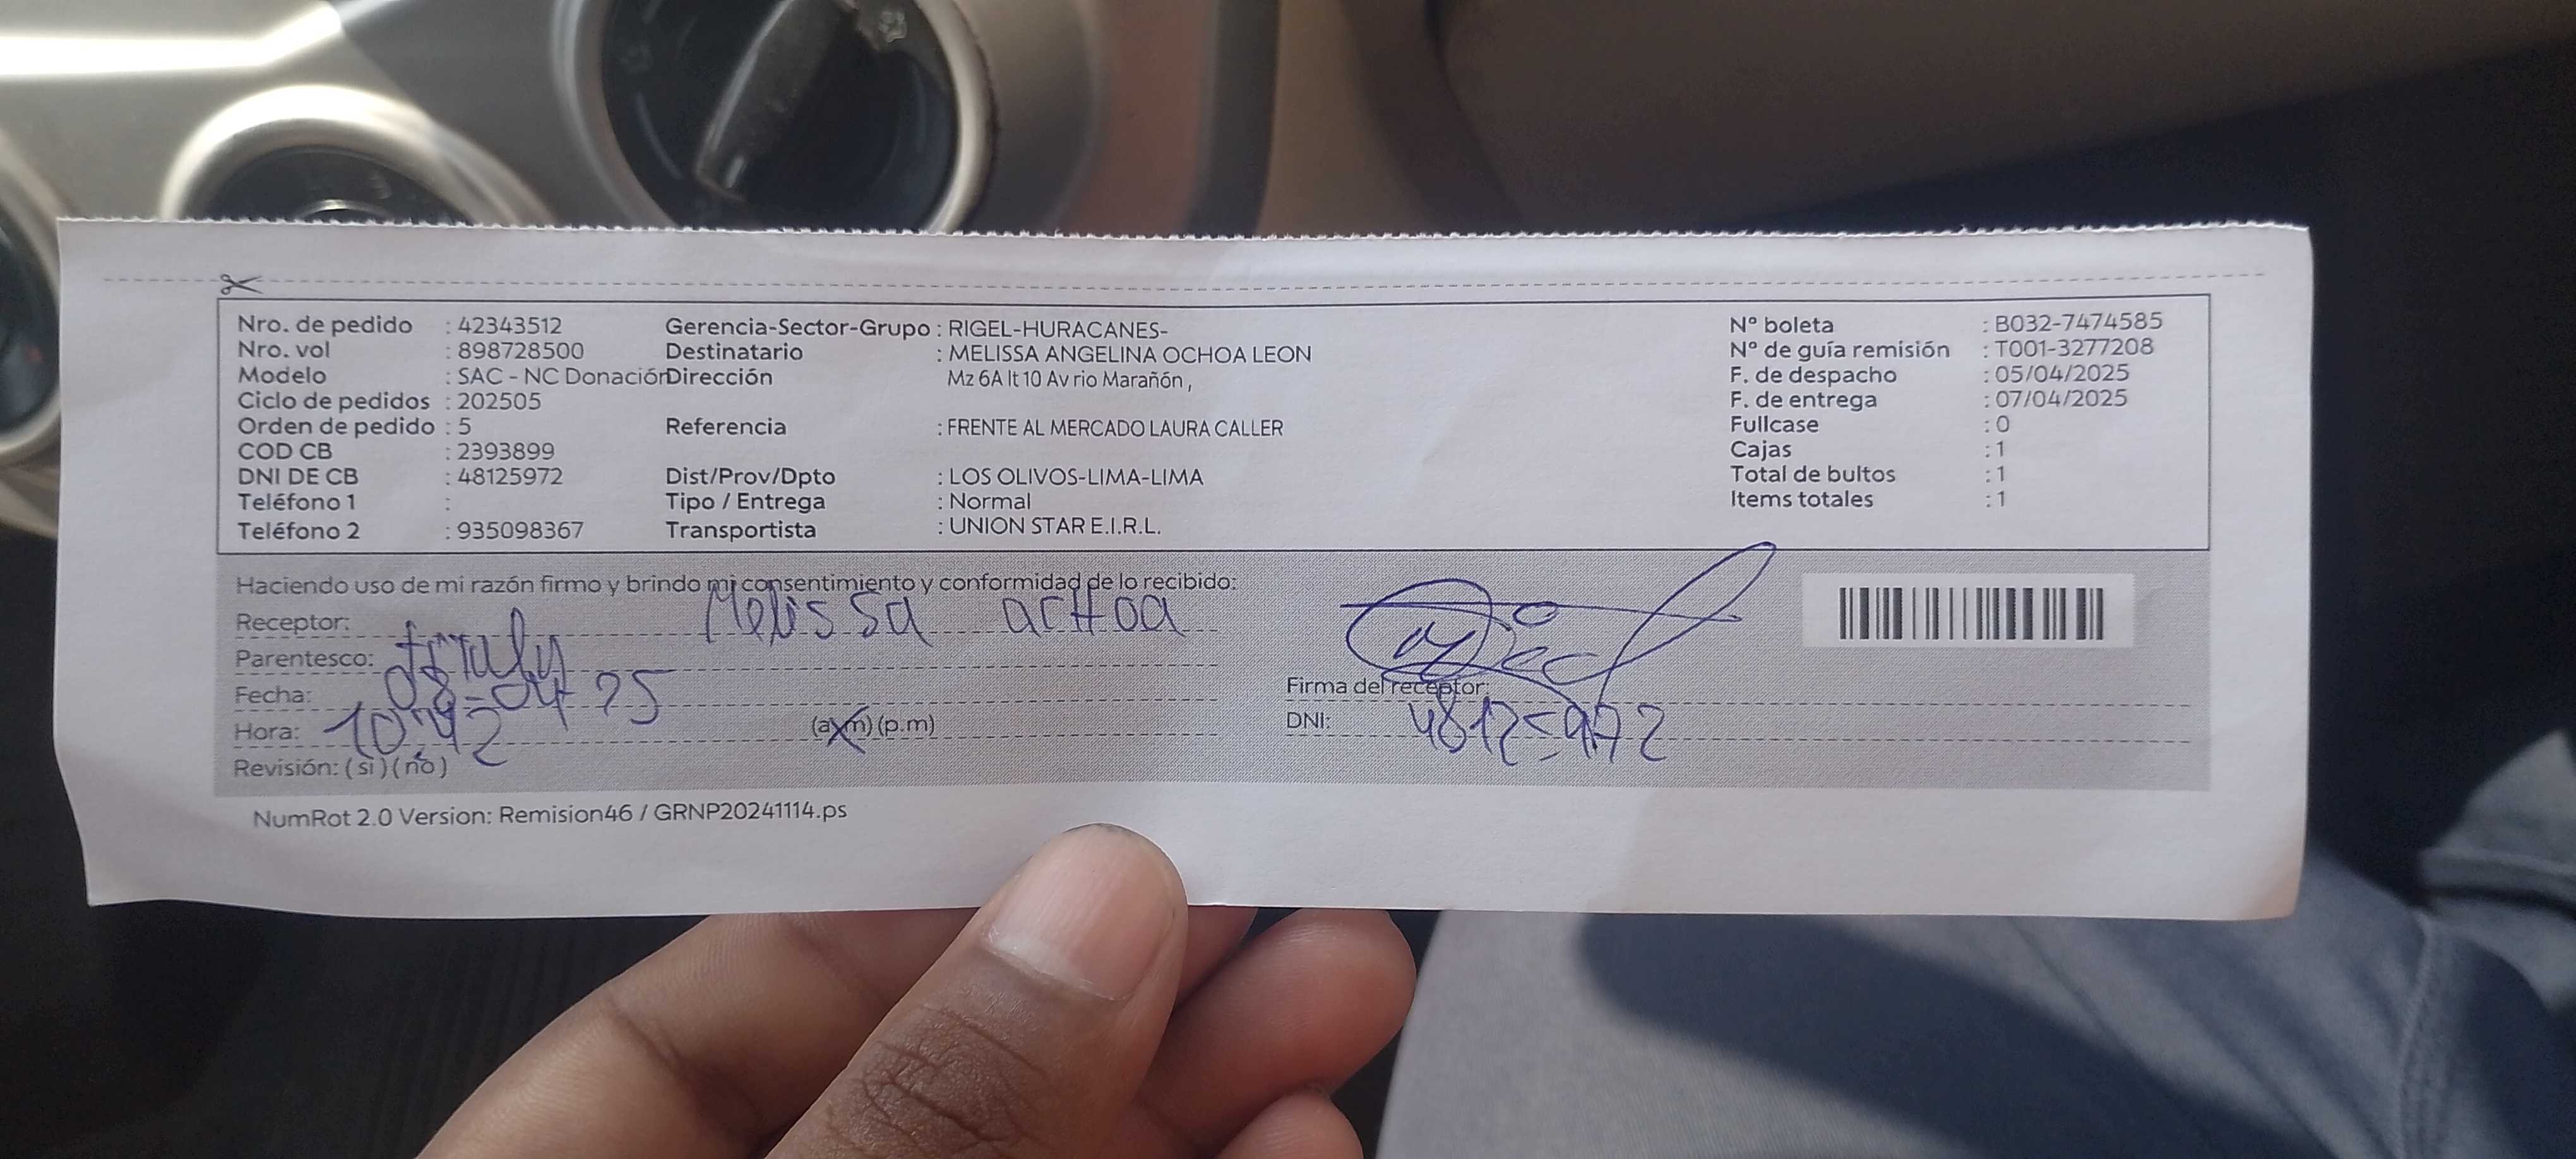 Nro. de pedido : 42343512 Gerencia-Sector-Grupo : RIGEL-HURACANES- N° boleta : B032-7474585
Nro. vol : 898728500 Destinatario : MELISSA ANGELINA OCHOA LEON N° de guía remisión : T001-3277208
Modelo : SAC - NC Donación Dirección Mz 6A lt 10 Av rio Marañón , F. de despacho : 05/04/2025
Ciclo de pedidos : 202505 F. de entrega : 07/04/2025
Orden de pedido : 5 Referencia : FRENTE AL MERCADO LAURA CALLER Fullcase : 0
COD CB : 2393899 Cajas : 1
DNI DE CB : 48125972 Dist/Prov/Dpto : LOS OLIVOS-LIMA-LIMA Total de bultos : 1
Teléfono 1 : Tipo / Entrega : Normal Items totales : 1
Teléfono 2 : 935098367 Transportista : UNION STAR E.I.R.L.
Haciendo uso de mi razón firmo y brindo mi consentimiento y conformidad de lo recibido:
Receptor: Melissa acHoa
Parentesco:
Fecha: 08-04-25 Firma del receptor:
Hora: 10:42 (a.m) (p.m) DNI: 48125972
Revisión: ( si ) ( no )
NumRot 2.0 Version: Remision46 / GRNP20241114.ps